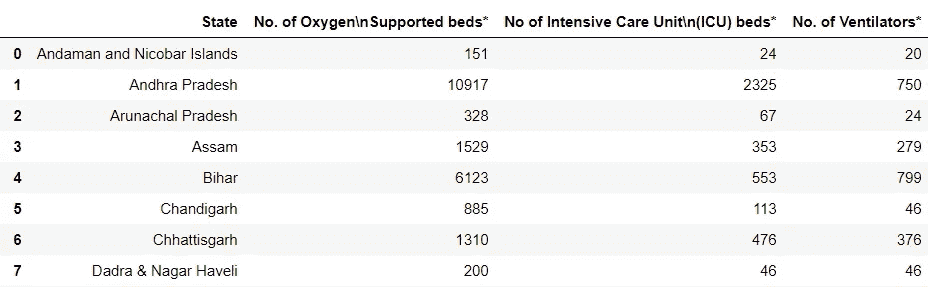 State No. of Oxygen\nSupported beds* No of Intensive Care Unit\n(ICU) beds* No. of Ventilators*
0 Andaman and Nicobar Islands 151 24 20
1 Andhra Pradesh 10917 2325 750
2 Arunachal Pradesh 328 67 24
3 Assam 1529 353 279
4 Bihar 6123 553 799
5 Chandigarh 885 113 46
6 Chhattisgarh 1310 476 376
7 Dadra & Nagar Haveli 200 46 46